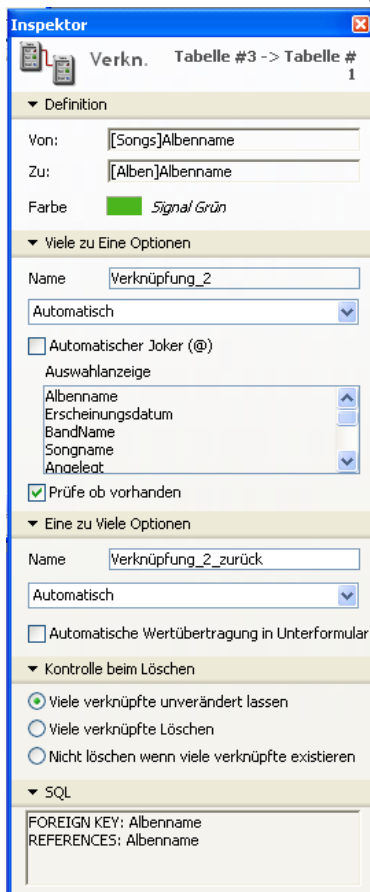 Inspektor
Verkn.
Tabelle #3 -> Tabelle #
1
Definition
Von: [Songs]Albenname
Zu: [Alben]Albenname
Farbe Signal Grün
Viele zu Eine Optionen
Name Verknüpfung_2
Automatisch
Automatischer Joker (@)
Auswahlanzeige
Albenname
Erscheinungsdatum
BandName
Songname
Angelegt
Prüfe ob vorhanden
Eine zu Viele Optionen
Name Verknüpfung_2_zurück
Automatisch
Automatische Wertübertragung in Unterformular
Kontrolle beim Löschen
Viele verknüpfte unverändert lassen
Viele verknüpfte Löschen
Nicht löschen wenn viele verknüpfte existieren
SQL
FOREIGN KEY: Albenname
REFERENCES: Albenname